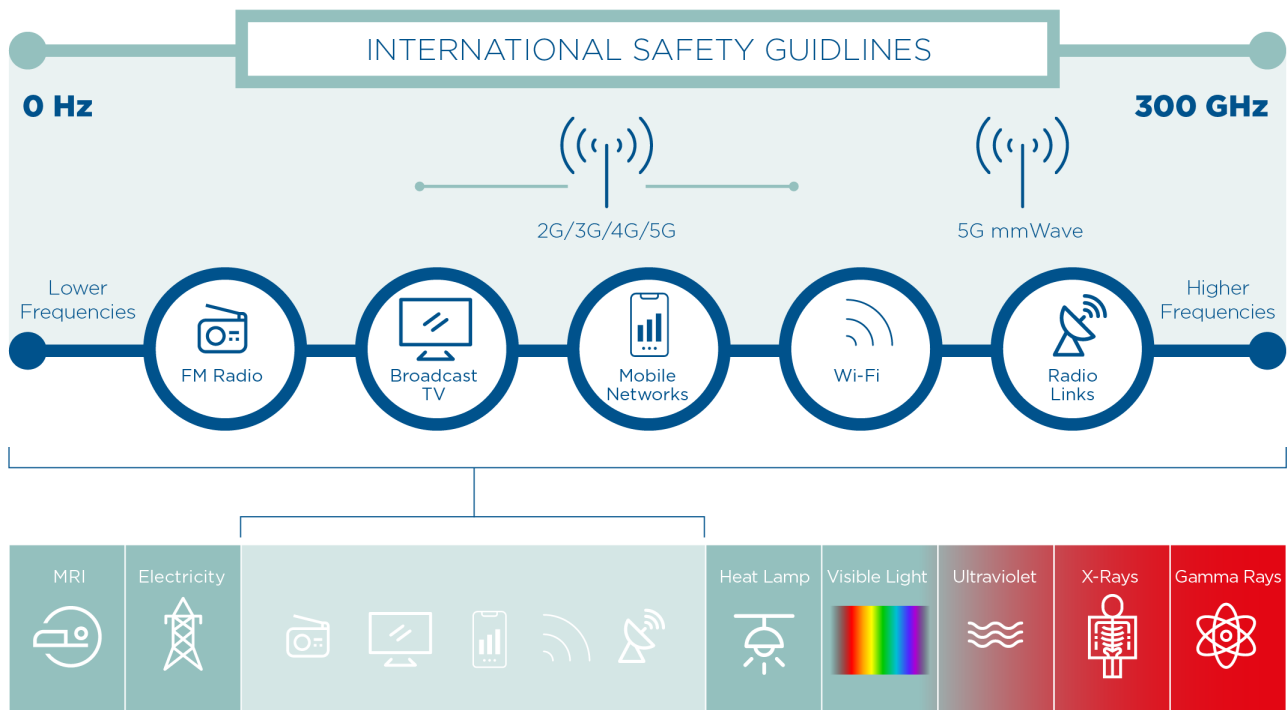 INTERNATIONAL SAFETY GUIDLINES
0 Hz
300 GHz
2G/3G/4G/5G
5G mmWave
Lower
Frequencies
Higher
Frequencies
FM Radio
Broadcast
TV
Mobile
Networks
Wi-Fi
Radio
Links
MRI
Electricity
Heat Lamp
Visible Light
Ultraviolet
X-Rays
Gamma Rays